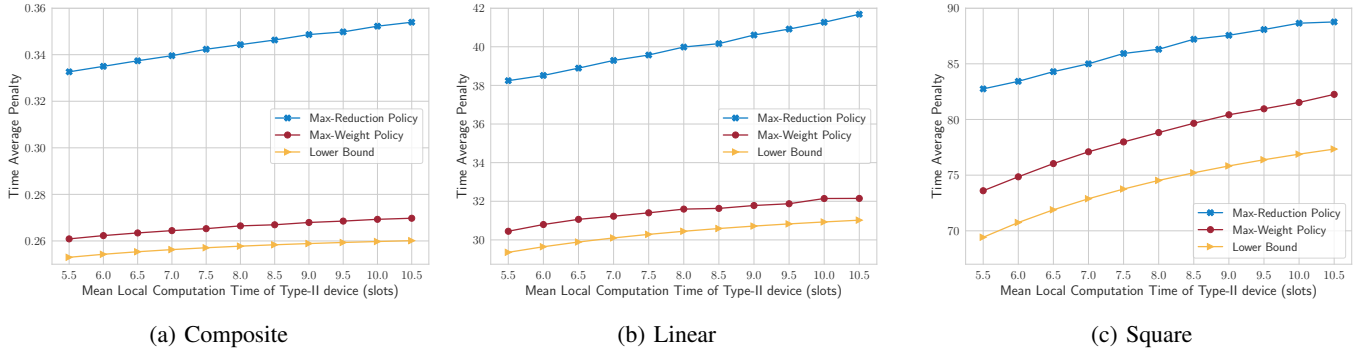 0.36
0.34
0.32
0.30
0.28
0.26
Time Average Penalty
Max-Reduction Policy
Max-Weight Policy
Lower Bound
5.5 6.0 6.5 7.0 7.5 8.0 8.5 9.0 9.5 10.0 10.5
Mean Local Computation Time of Type-II device (slots)
(a) Composite
42
40
38
36
34
32
30
Time Average Penalty
Max-Reduction Policy
Max-Weight Policy
Lower Bound
5.5 6.0 6.5 7.0 7.5 8.0 8.5 9.0 9.5 10.0 10.5
Mean Local Computation Time of Type-II device (slots)
(b) Linear
90
85
80
75
70
Time Average Penalty
Max-Reduction Policy
Max-Weight Policy
Lower Bound
5.5 6.0 6.5 7.0 7.5 8.0 8.5 9.0 9.5 10.0 10.5
Mean Local Computation Time of Type-II device (slots)
(c) Square